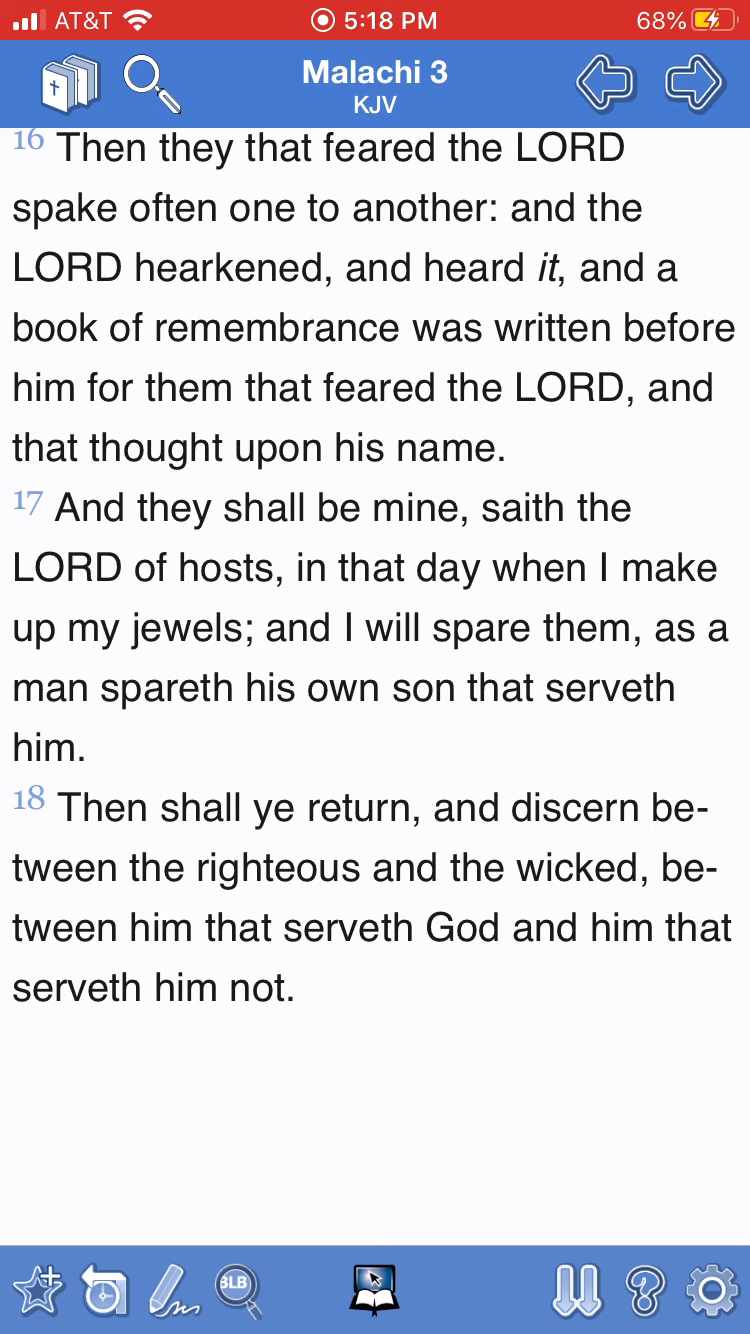 AT&T 5:18 PM 68%
Malachi 3
KJV
16 Then they that feared the LORD
spake often one to another: and the
LORD hearkened, and heard it, and a
book of remembrance was written before
him for them that feared the LORD, and
that thought upon his name.
17 And they shall be mine, saith the
LORD of hosts, in that day when I make
up my jewels; and I will spare them, as a
man spareth his own son that serveth
him.
18 Then shall ye return, and discern be-
tween the righteous and the wicked, be-
tween him that serveth God and him that
serveth him not.
BLB